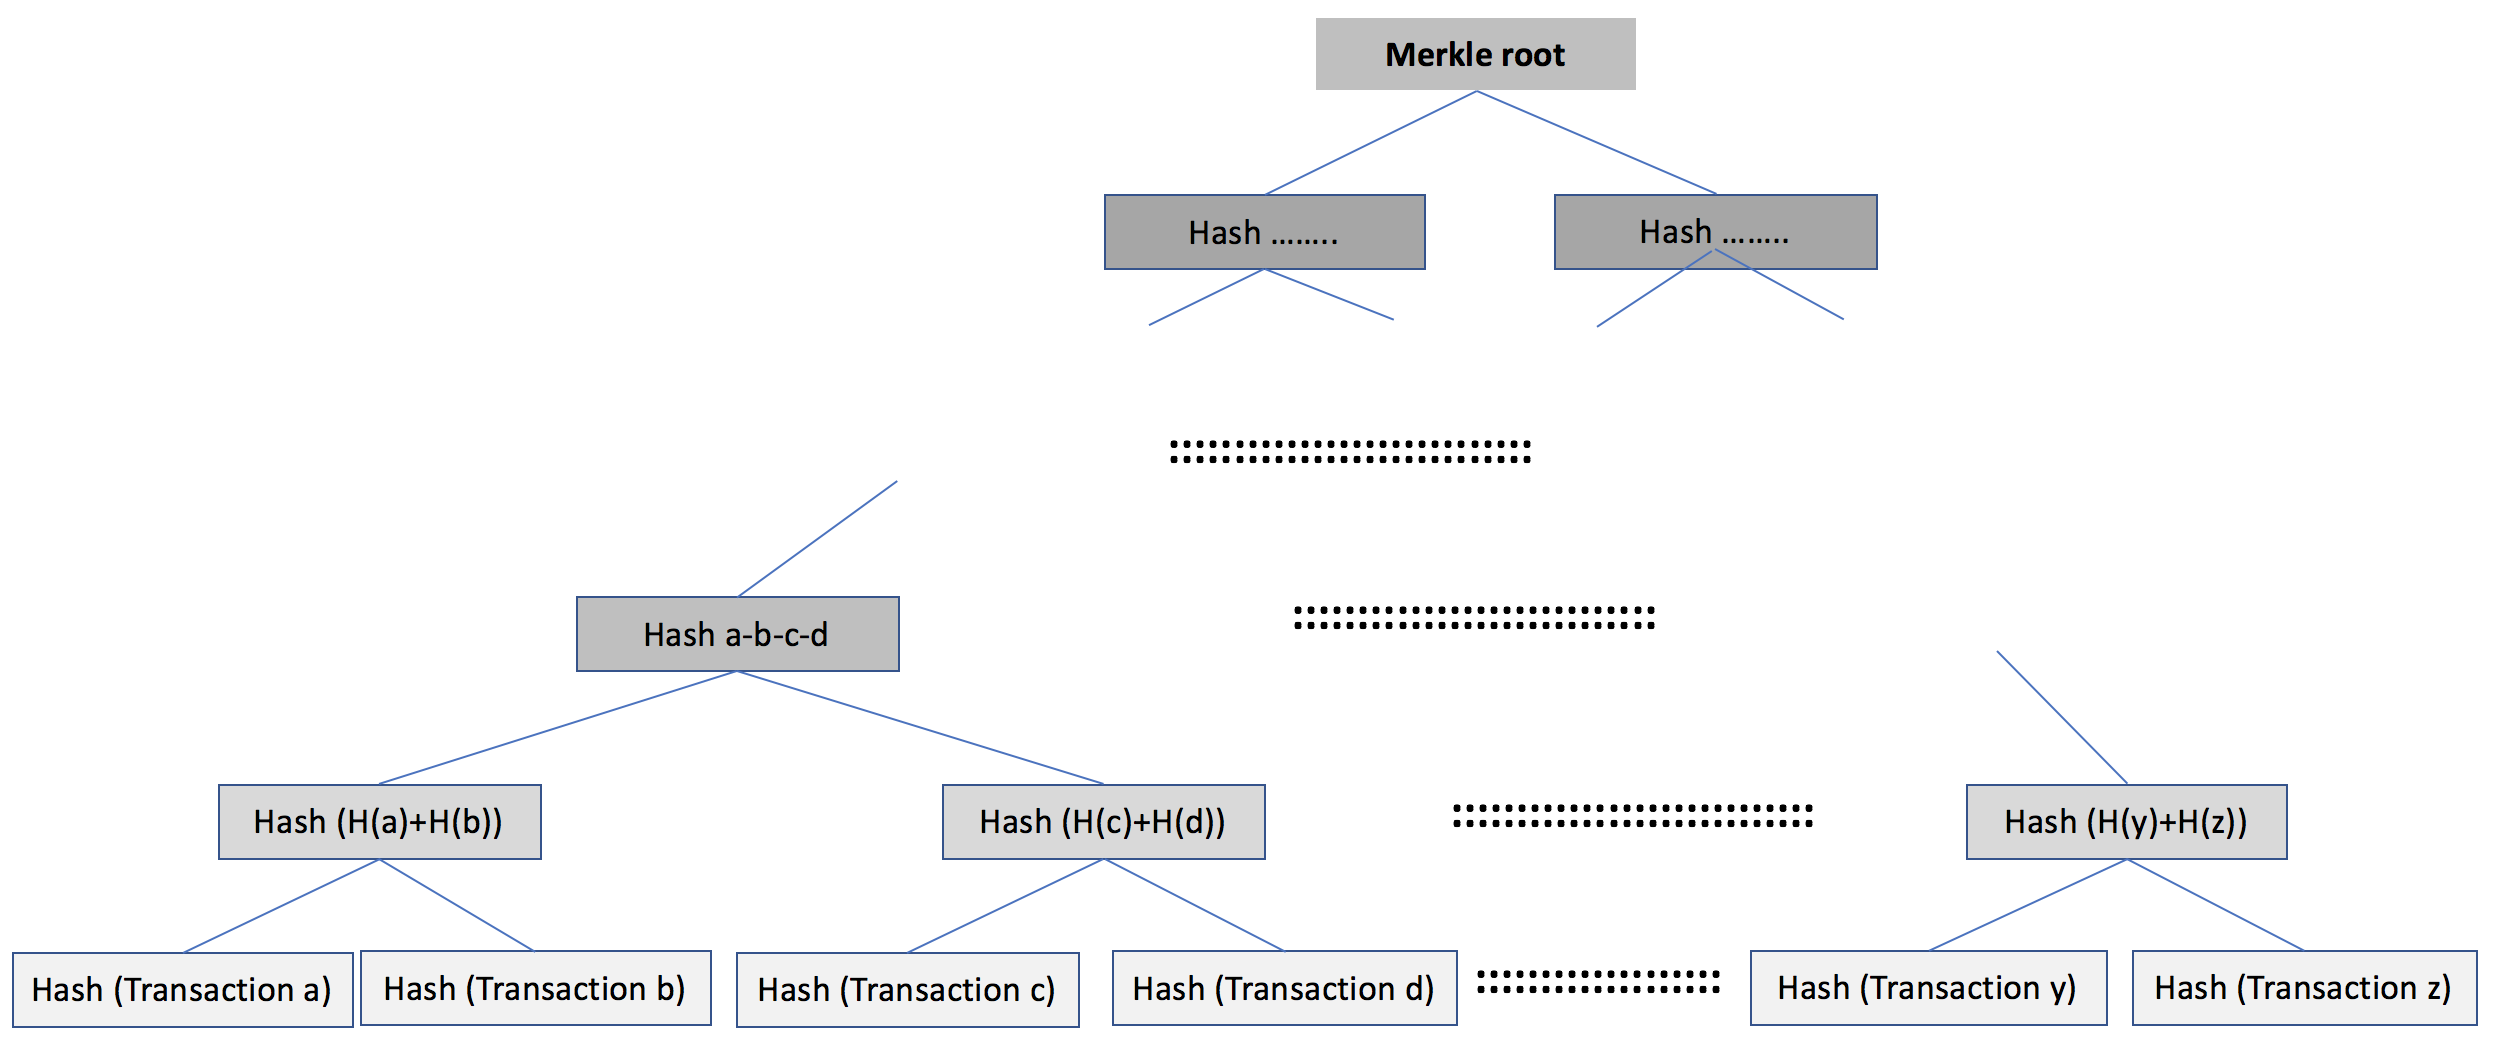 Merkle root
Hash ........
Hash ........
Hash a-b-c-d
Hash (H(a)+H(b))
Hash (H(c)+H(d))
Hash (H(y)+H(z))
Hash (Transaction a)
Hash (Transaction b)
Hash (Transaction c)
Hash (Transaction d)
Hash (Transaction y)
Hash (Transaction z)